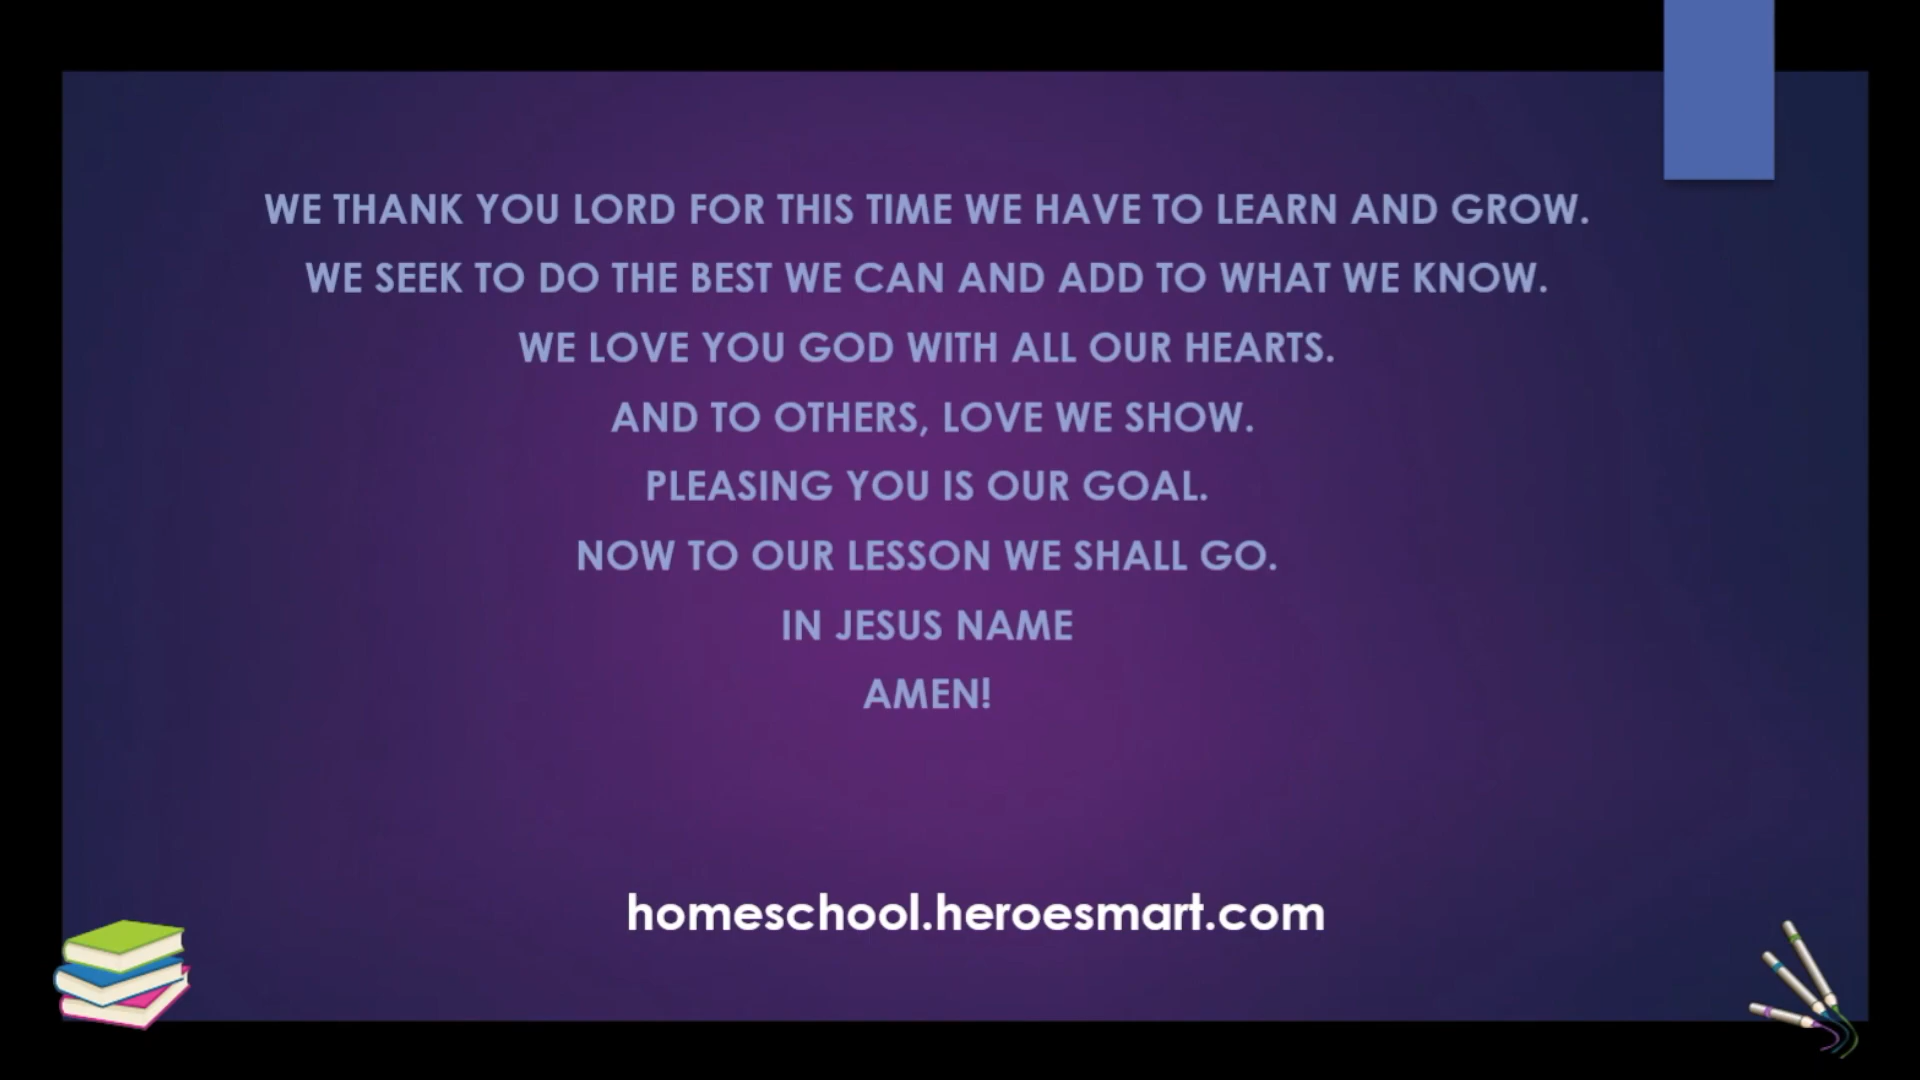 WE THANK YOU LORD FOR THIS TIME WE HAVE TO LEARN AND GROW.
WE SEEK TO DO THE BEST WE CAN AND ADD TO WHAT WE KNOW.
WE LOVE YOU GOD WITH ALL OUR HEARTS.
AND TO OTHERS, LOVE WE SHOW.
PLEASING YOU IS OUR GOAL.
NOW TO OUR LESSON WE SHALL GO.
IN JESUS NAME
AMEN!
homeschool.heroesmart.com